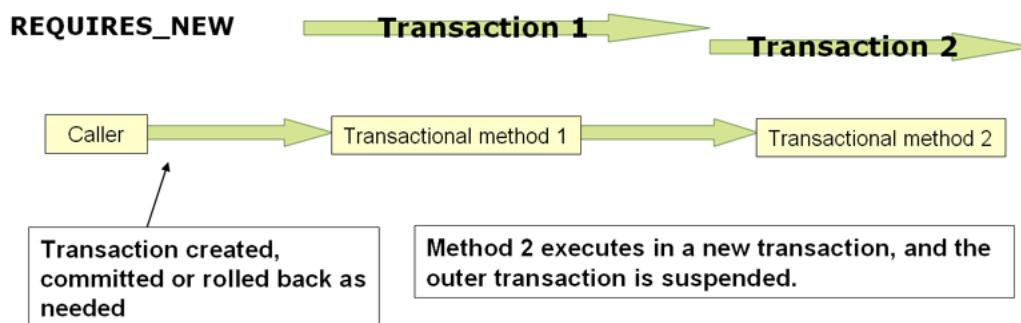 REQUIRES_NEW
Transaction 1
Transaction 2
Caller
Transactional method 1
Transactional method 2
Transaction created,
committed or rolled back as
needed
Method 2 executes in a new transaction, and the
outer transaction is suspended.